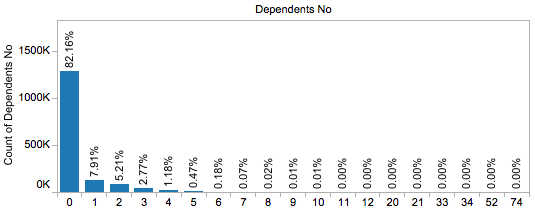 Dependents No
Count of Dependents No
1500K
1000K
500K
0K
82.16% 7.91% 5.21% 2.77% 1.18% 0.47% 0.18% 0.07% 0.02% 0.01% 0.01% 0.00% 0.00% 0.00% 0.00% 0.00% 0.00% 0.00% 0.00%
0 1 2 3 4 5 6 7 8 9 10 11 12 20 21 33 34 52 74